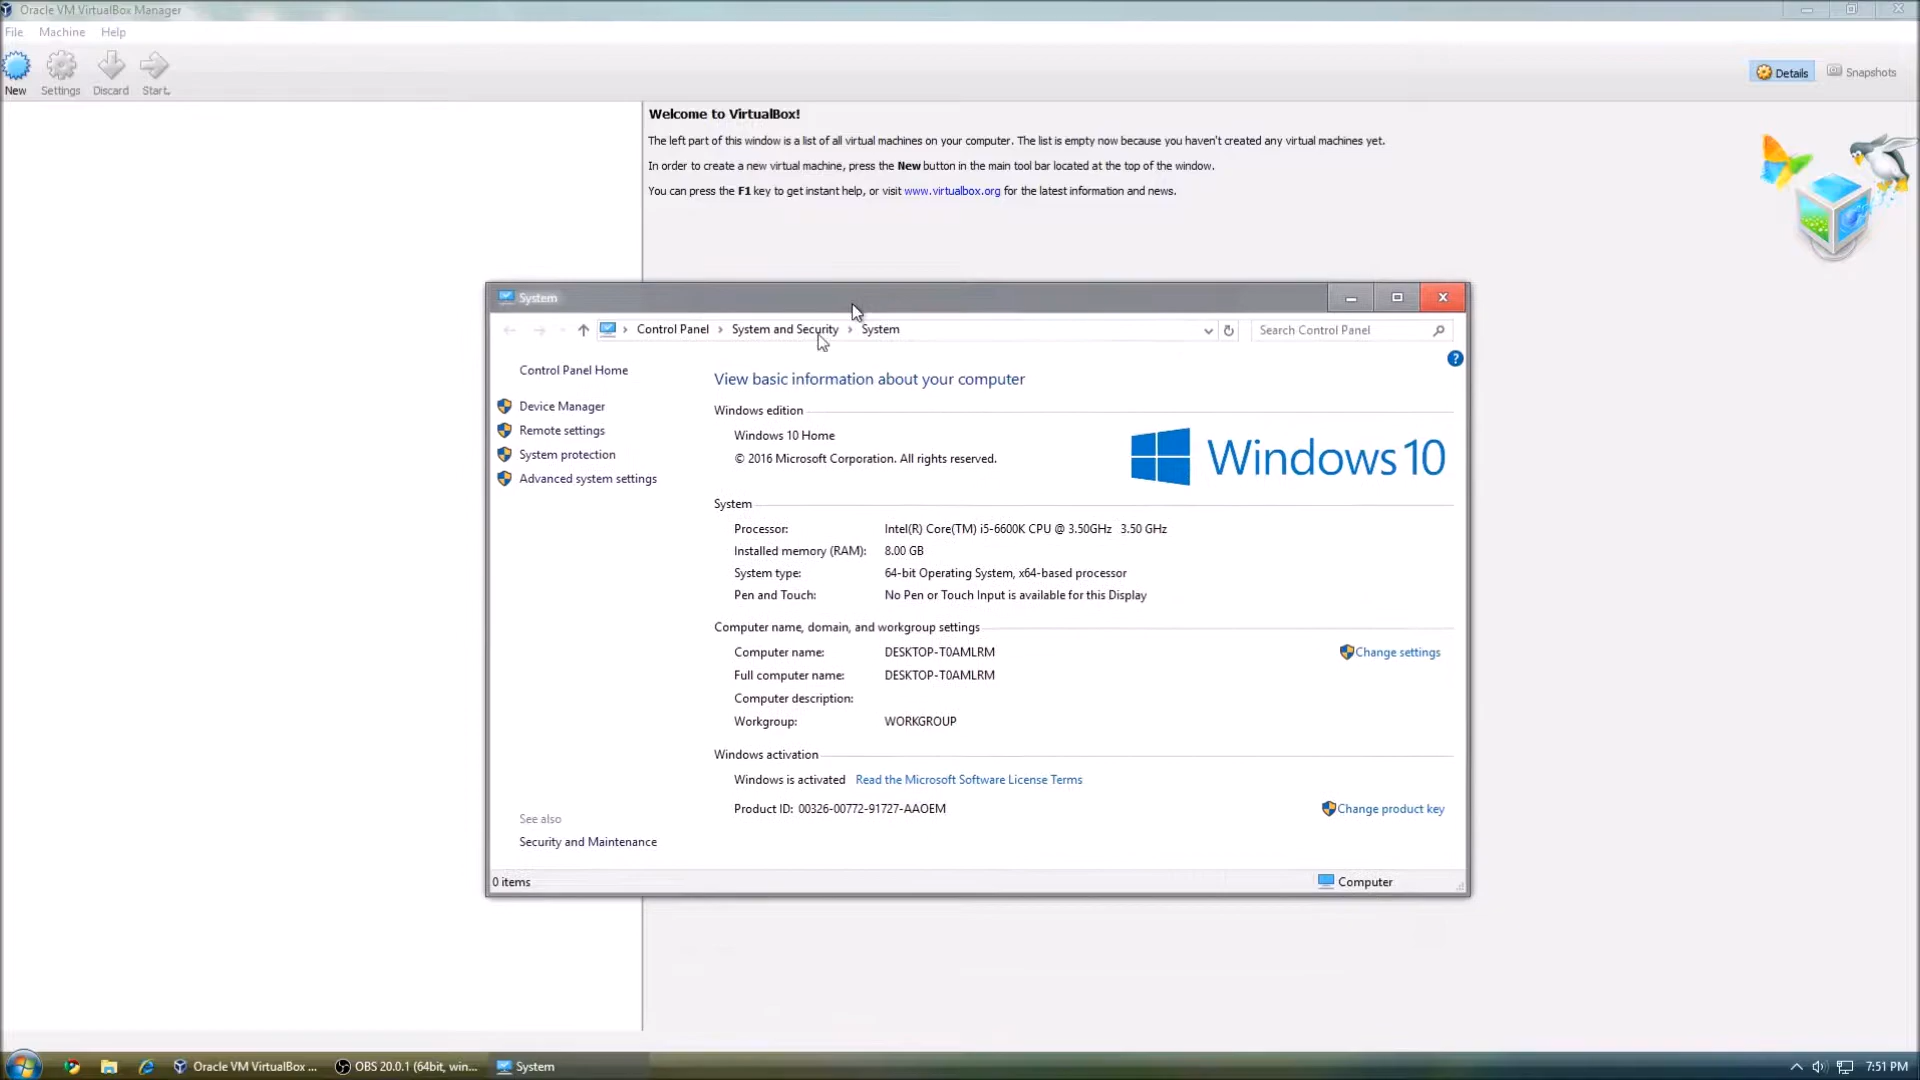 Oracle VM VirtualBox Manager
File Machine Help
New Settings Discard Start
Details Snapshots
Welcome to VirtualBox!
The left part of this window is a list of all virtual machines on your computer. The list is empty now because you haven't created any virtual machines yet.
In order to create a new virtual machine, press the New button in the main tool bar located at the top of the window.
You can press the F1 key to get instant help, or visit www.virtualbox.org for the latest information and news.
System
Control Panel System and Security System
Search Control Panel
Control Panel Home
Device Manager
Remote settings
System protection
Advanced system settings
View basic information about your computer
Windows edition
Windows 10 Home
© 2016 Microsoft Corporation. All rights reserved.
Windows 10
System
Processor: Intel(R) Core(TM) i5-6600K CPU @ 3.50GHz 3.50 GHz
Installed memory (RAM): 8.00 GB
System type: 64-bit Operating System, x64-based processor
Pen and Touch: No Pen or Touch Input is available for this Display
Computer name, domain, and workgroup settings
Computer name: DESKTOP-T0AMLRM
Change settings
Full computer name: DESKTOP-T0AMLRM
Computer description:
Workgroup: WORKGROUP
Windows activation
Windows is activated Read the Microsoft Software License Terms
Product ID: 00326-00772-91727-AAOEM
Change product key
See also
Security and Maintenance
0 items
Computer
Oracle VM VirtualBox ...
OBS 20.0.1 (64bit, win...
System
7:51 PM